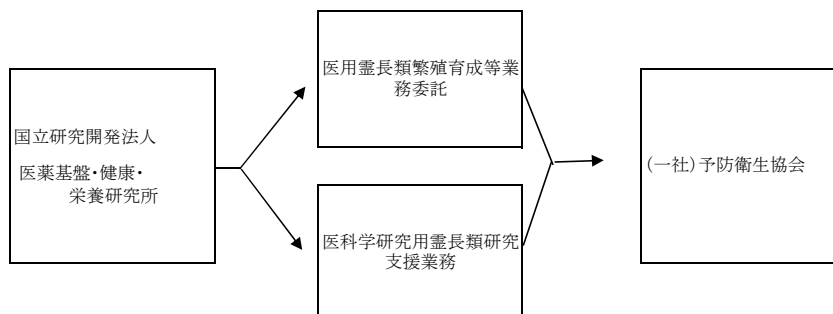 国立研究開発法人
医薬基盤・健康・
栄養研究所
医用霊長類繁殖育成等業
務委託
医科学研究用霊長類研究
支援業務
(一社)予防衛生協会